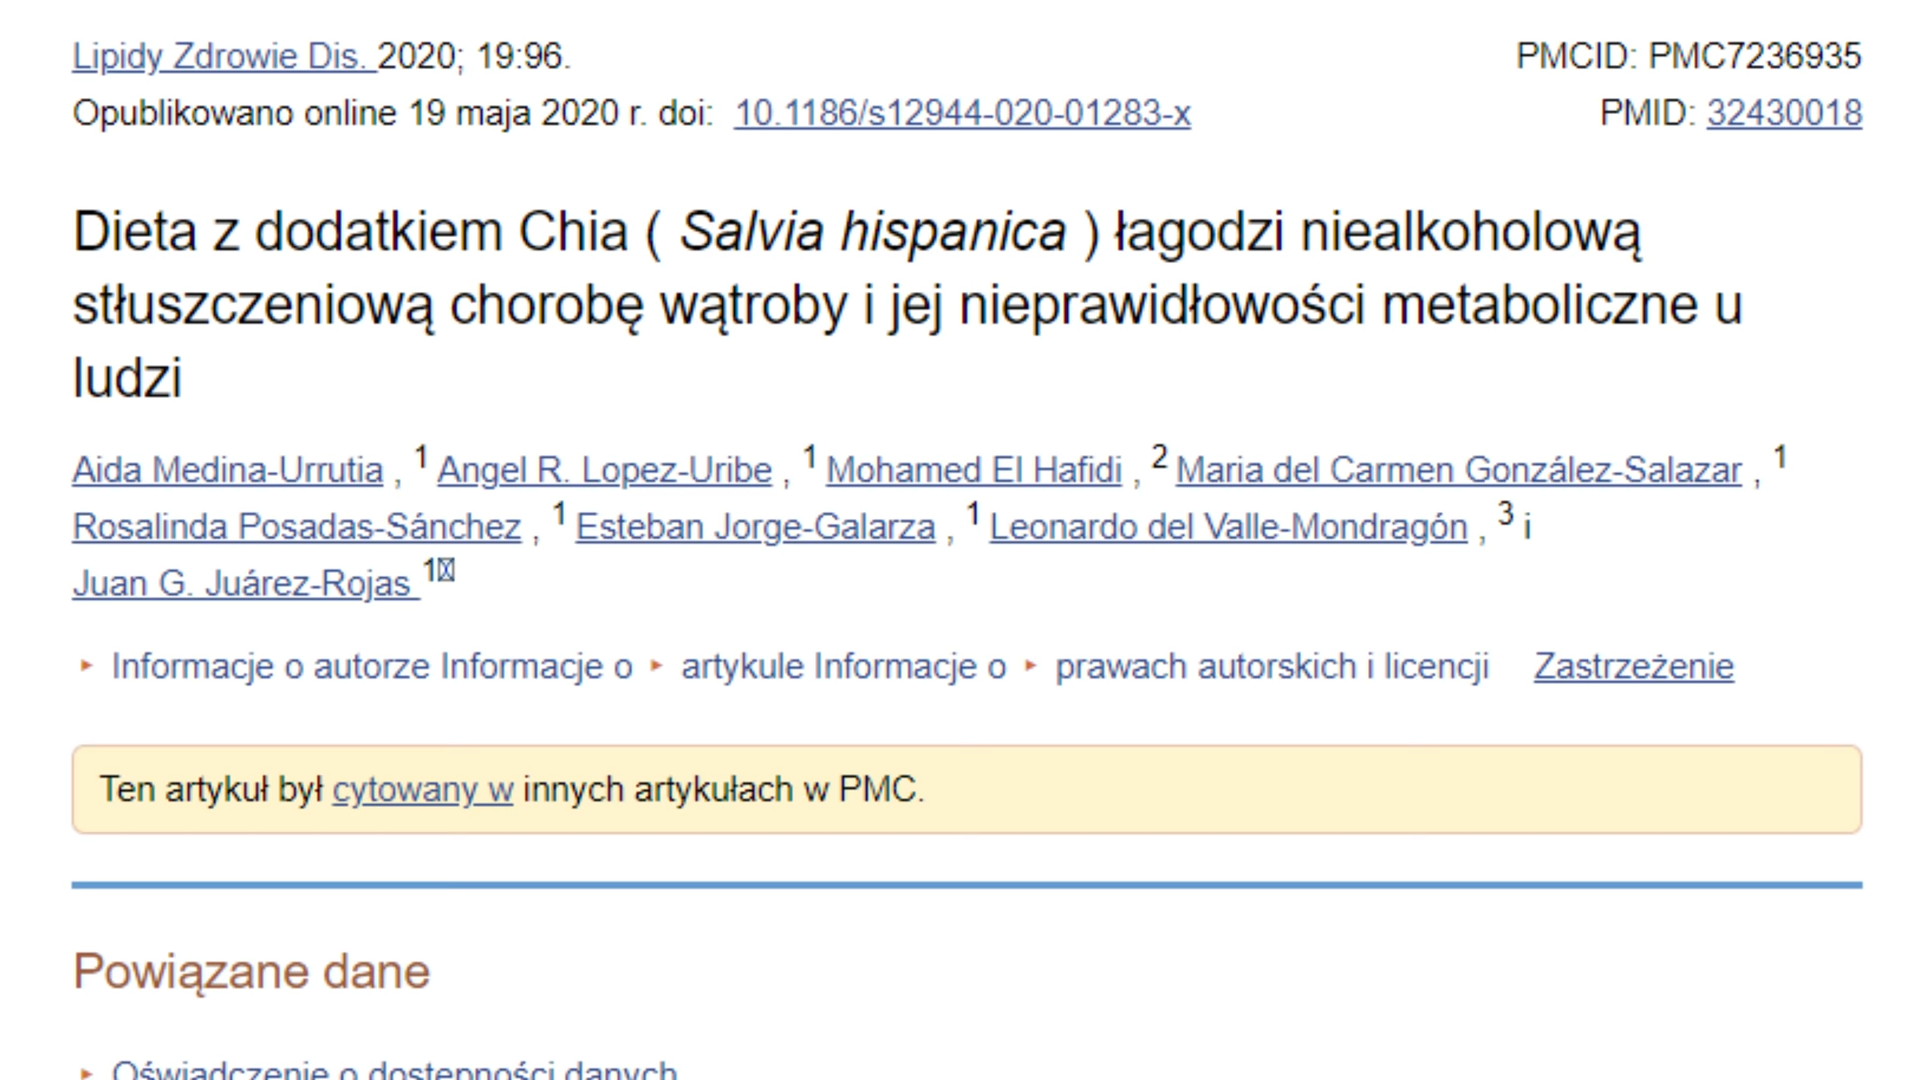 Lipidy Zdrowie Dis. 2020; 19:96.
PMCID: PMC7236935
Opublikowano online 19 maja 2020 r. doi: 10.1186/s12944-020-01283-x
PMID: 32430018
Dieta z dodatkiem Chia ( Salvia hispanica ) łagodzi niealkoholową
stłuszczeniową chorobę wątroby i jej nieprawidłowości metaboliczne u
ludzi
Aida Medina-Urrutia , 1 Angel R. Lopez-Uribe , 1 Mohamed El Hafidi , 2 Maria del Carmen González-Salazar , 1
Rosalinda Posadas-Sánchez , 1 Esteban Jorge-Galarza , 1 Leonardo del Valle-Mondragón , 3 i
Juan G. Juárez-Rojas 1
Informacje o autorze Informacje o ▸ artykule Informacje o ▸ prawach autorskich i licencji Zastrzeżenie
Ten artykuł był cytowany w innych artykułach w PMC.
Powiązane dane
Oświadczenie o dostępności danych